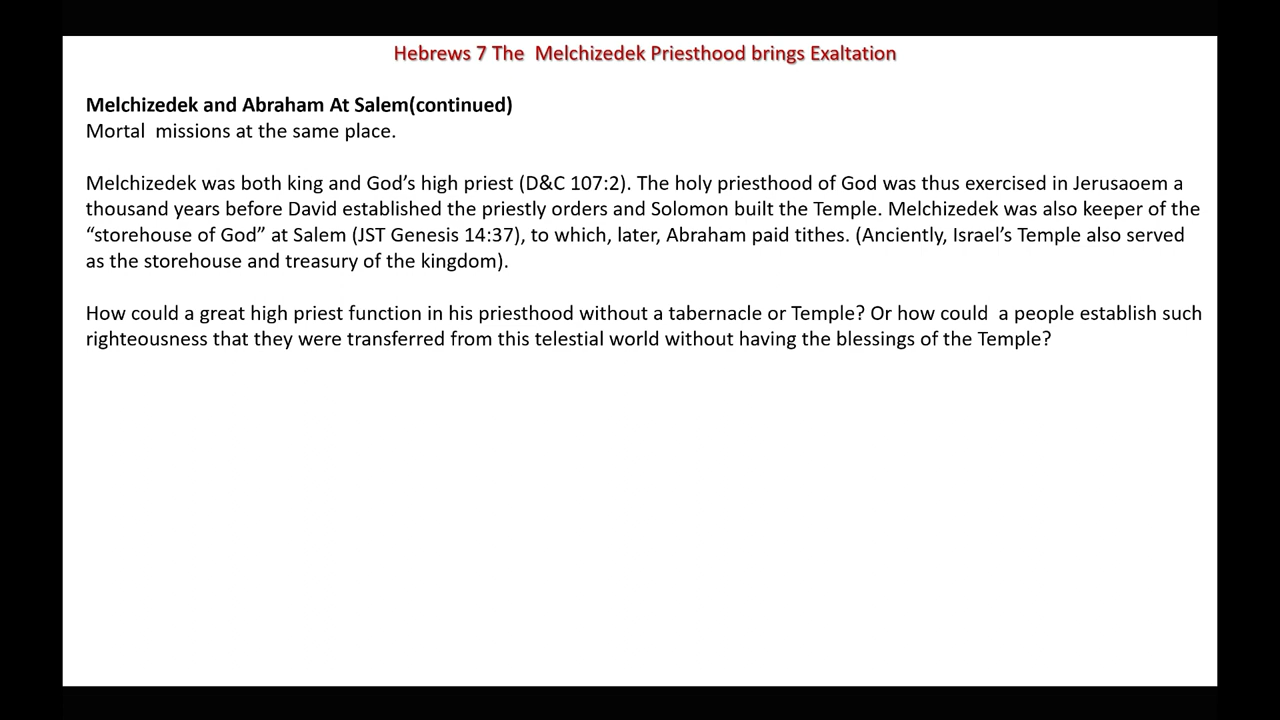 Hebrews 7 The  Melchizedek Priesthood brings Exaltation
Melchizedek and Abraham At Salem(continued)
Mortal  missions at the same place.
Melchizedek was both king and God’s high priest (D&C 107:2). The holy priesthood of God was thus exercised in Jerusaoem a
thousand years before David established the priestly orders and Solomon built the Temple. Melchizedek was also keeper of the
“storehouse of God” at Salem (JST Genesis 14:37), to which, later, Abraham paid tithes. (Anciently, Israel’s Temple also served
as the storehouse and treasury of the kingdom).
How could a great high priest function in his priesthood without a tabernacle or Temple? Or how could  a people establish such
righteousness that they were transferred from this telestial world without having the blessings of the Temple?